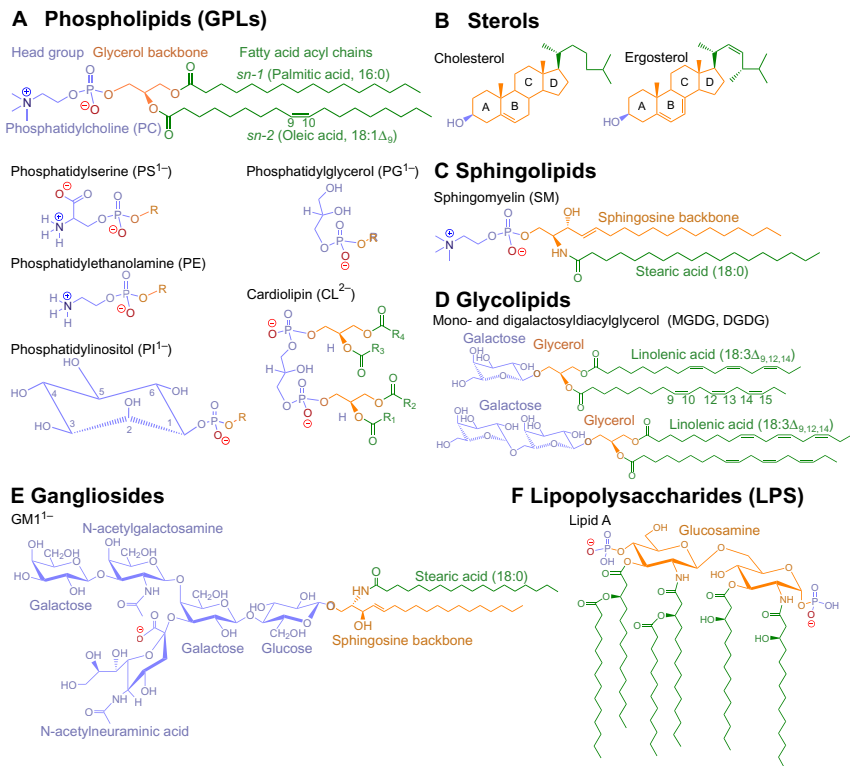 A Phospholipids (GPLs)
Head group Glycerol backbone Fatty acid acyl chains
sn-1 (Palmitic acid, 16:0)
Phosphatidylcholine (PC)
9 10
sn-2 (Oleic acid, 18:1Δ9)
Phosphatidylserine (PS1–)
Phosphatidylglycerol (PG1–)
Phosphatidylethanolamine (PE)
Cardiolipin (CL2–)
Phosphatidylinositol (PI1–)
B Sterols
Cholesterol
Ergosterol
A B C D
A B C D
HO
HO
C Sphingolipids
Sphingomyelin (SM)
OH
Sphingosine backbone
HN
Stearic acid (18:0)
D Glycolipids
Mono- and digalactosyldiacylglycerol (MGDG, DGDG)
Galactose
Glycerol
Linolenic acid (18:3Δ9,12,14)
9 10 12 13 14 15
Galactose
Glycerol
Linolenic acid (18:3Δ9,12,14)
E Gangliosides
GM11–
N-acetylgalactosamine
Galactose
Stearic acid (18:0)
Galactose
Glucose
Sphingosine backbone
N-acetylneuraminic acid
F Lipopolysaccharides (LPS)
Lipid A
Glucosamine